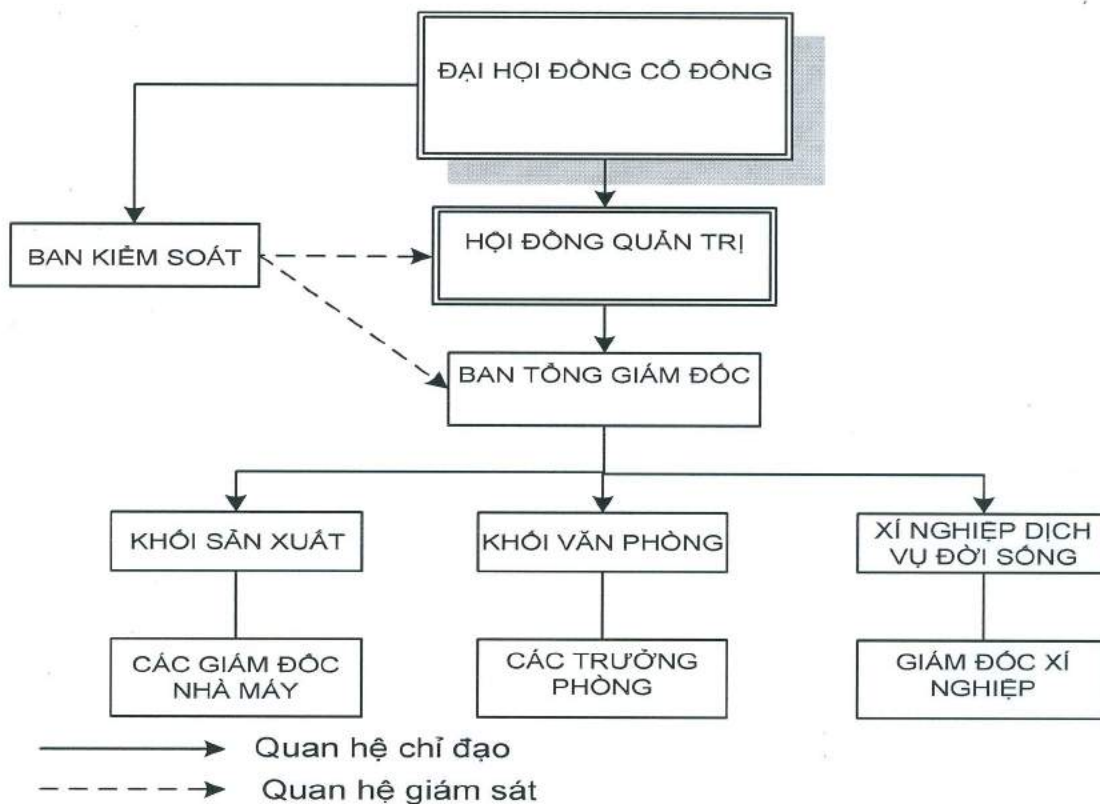 ĐẠI HỘI ĐỒNG CỔ ĐÔNG
BAN KIỂM SOÁT
HỘI ĐỒNG QUẢN TRỊ
BAN TỔNG GIÁM ĐỐC
KHỐI SẢN XUẤT
KHỐI VĂN PHÒNG
XÍ NGHIỆP DỊCH
VỤ ĐỜI SỐNG
CÁC GIÁM ĐỐC
NHÀ MÁY
CÁC TRƯỞNG
PHÒNG
GIÁM ĐỐC XÍ
NGHIỆP
Quan hệ chỉ đạo
Quan hệ giám sát